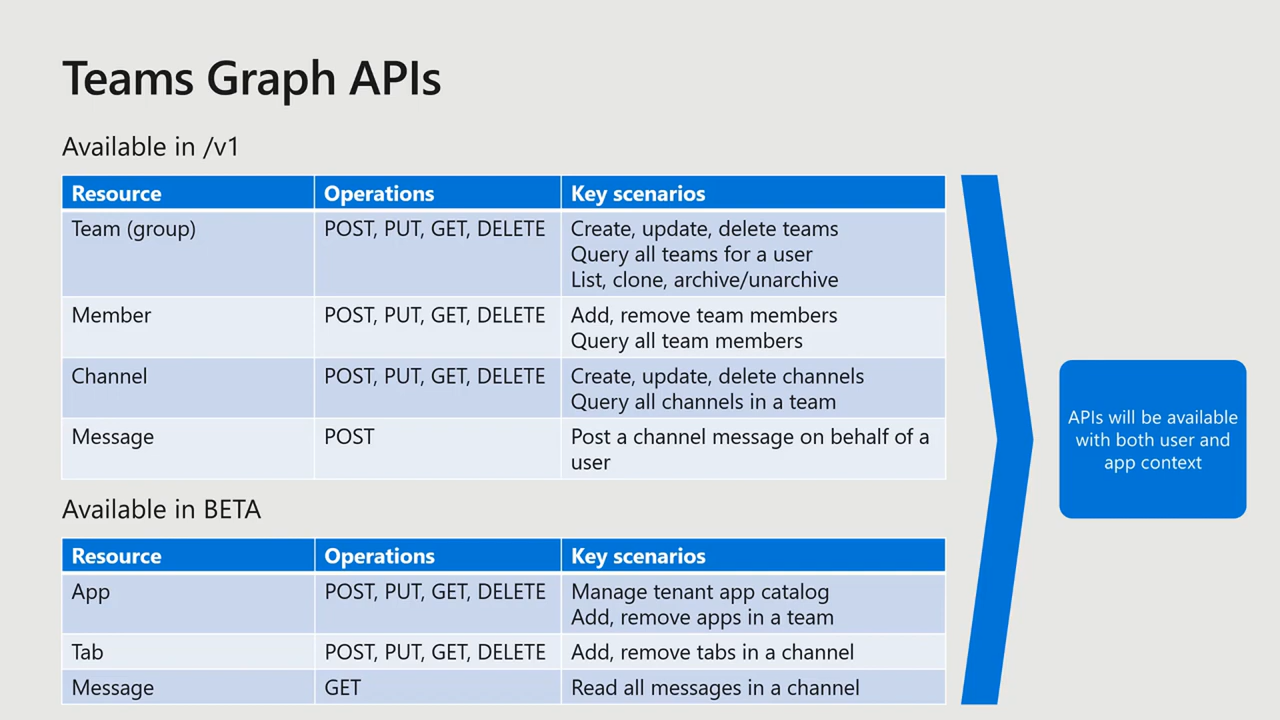 Teams Graph APIs
Available in /v1
Resource Operations Key scenarios
Team (group) POST, PUT, GET, DELETE Create, update, delete teams
Query all teams for a user
List, clone, archive/unarchive
Member POST, PUT, GET, DELETE Add, remove team members
Query all team members
Channel POST, PUT, GET, DELETE Create, update, delete channels
Query all channels in a team
Message POST Post a channel message on behalf of a
user
Available in BETA
Resource Operations Key scenarios
App POST, PUT, GET, DELETE Manage tenant app catalog
Add, remove apps in a team
Tab POST, PUT, GET, DELETE Add, remove tabs in a channel
Message GET Read all messages in a channel
APIs will be available
with both user and
app context